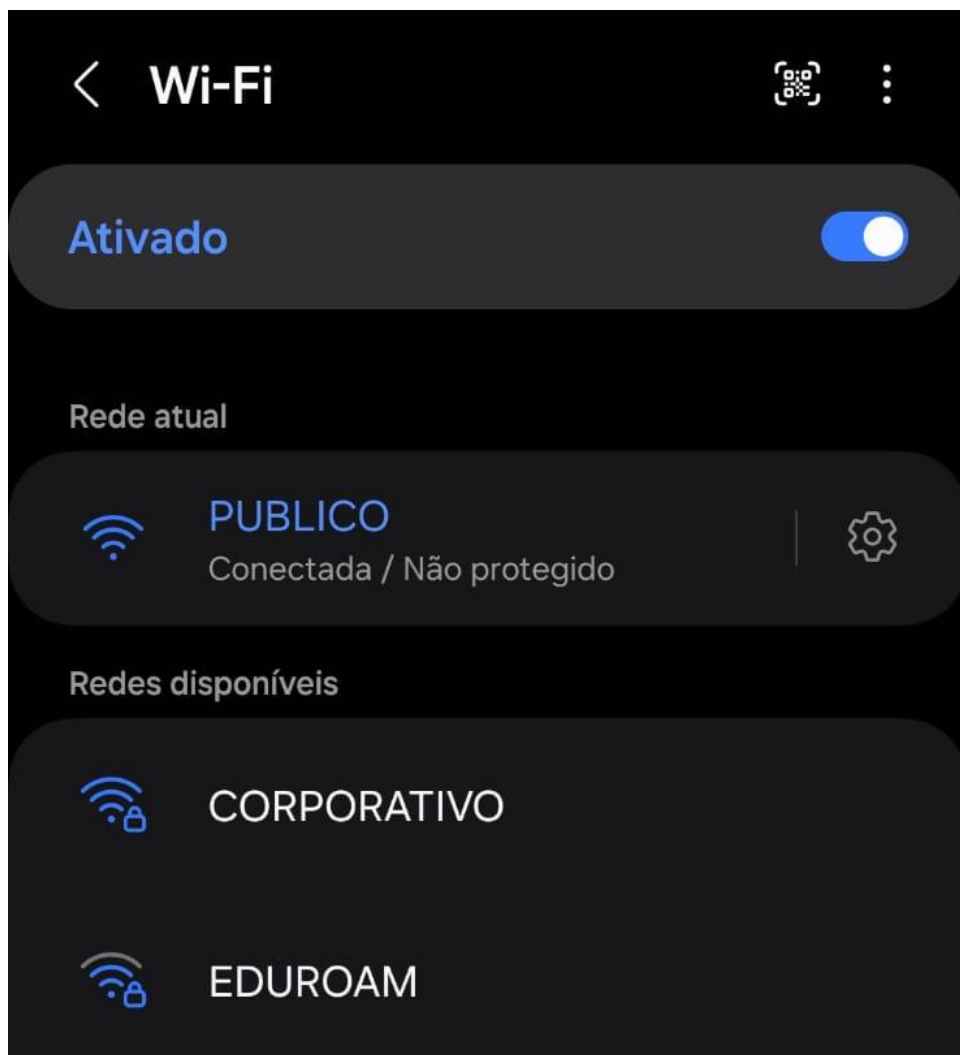 Wi-Fi
Ativado
Rede atual
PUBLICO
Conectada / Não protegido
Redes disponíveis
CORPORATIVO
EDUROAM